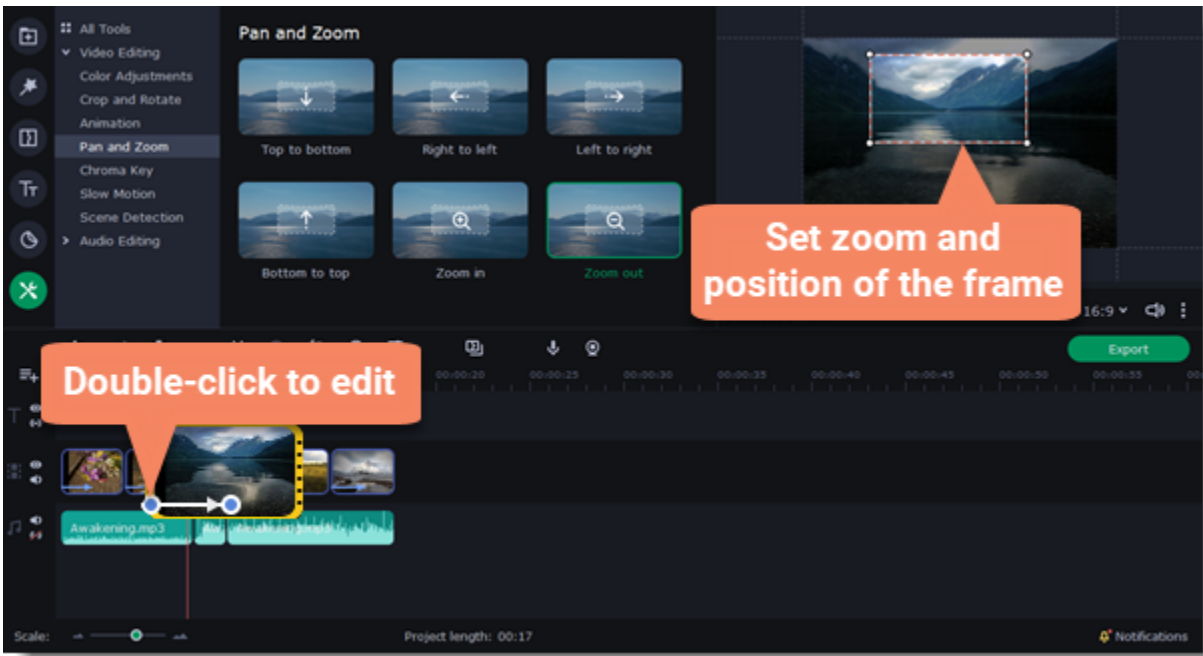 All Tools
Video Editing
Color Adjustments
Crop and Rotate
Animation
Pan and Zoom
Chroma Key
Slow Motion
Scene Detection
Audio Editing
Pan and Zoom
Top to bottom
Right to left
Left to right
Bottom to top
Zoom in
Zoom out
Set zoom and
position of the frame
16:9
Export
Double-click to edit
00:00:20
00:00:25
00:00:30
00:00:35
00:00:40
00:00:45
00:00:50
00:00:55
Awakening.mp3
Scale:
Project length: 00:17
Notifications